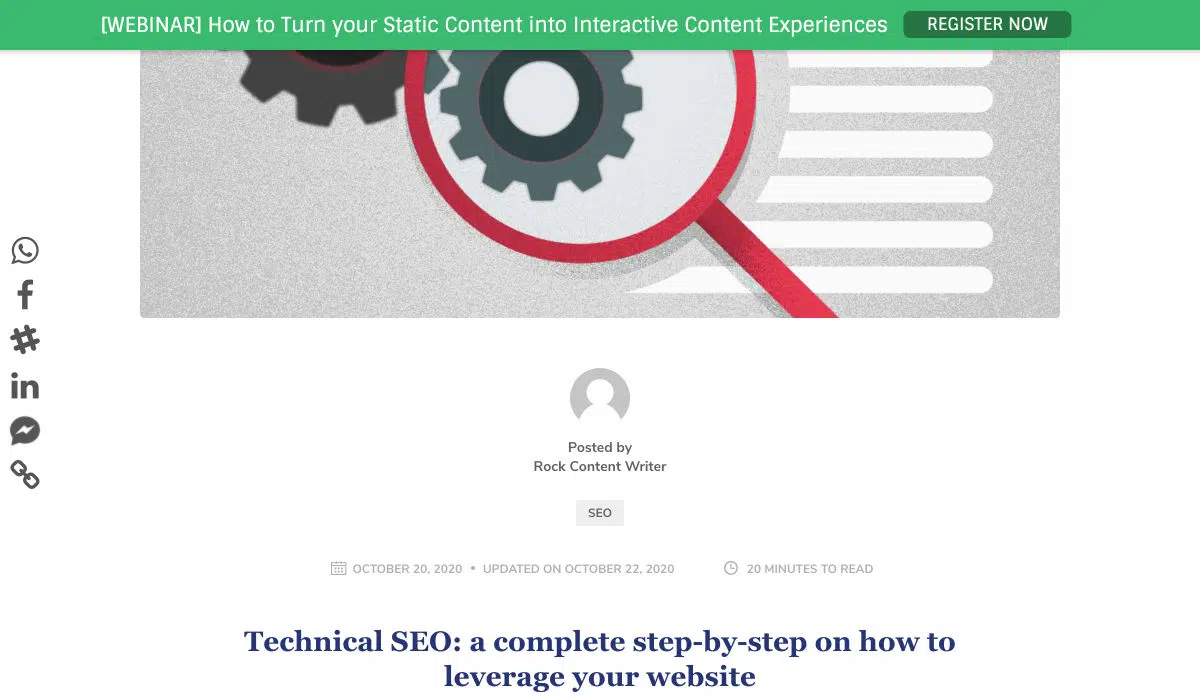 [WEBINAR] How to Turn your Static Content into Interactive Content Experiences REGISTER NOW
Posted by
Rock Content Writer
SEO
OCTOBER 20, 2020 • UPDATED ON OCTOBER 22, 2020 20 MINUTES TO READ
Technical SEO: a complete step-by-step on how to
leverage your website